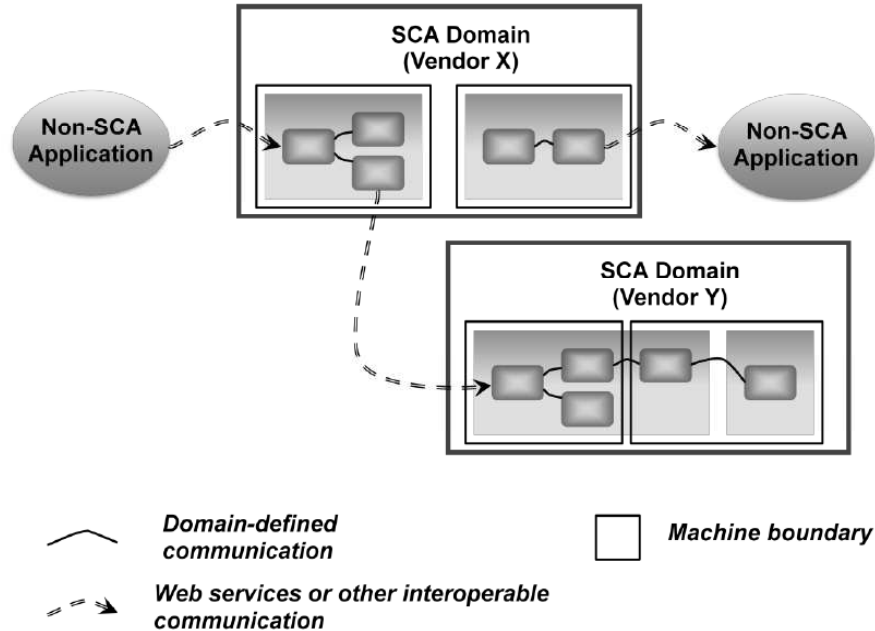 SCA Domain
(Vendor X)
Non-SCA
Application
Non-SCA
Application
SCA Domain
(Vendor Y)
Domain-defined
communication
Machine boundary
Web services or other interoperable
communication